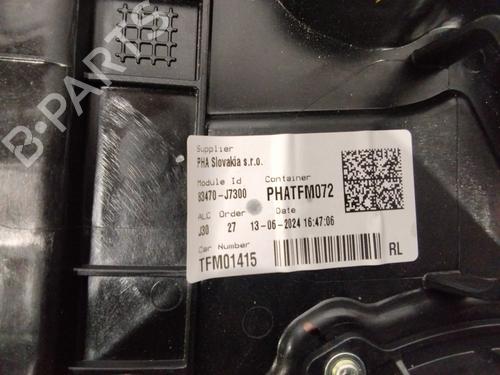 B-PARTS
Supplier
PHA Slovakia s.r.o.
Module Id Container
83470-J7300 PHATFM072
ALC Order Date
J30 27 13-06-2024 16:47:06
Car Number
TFM01415 RL